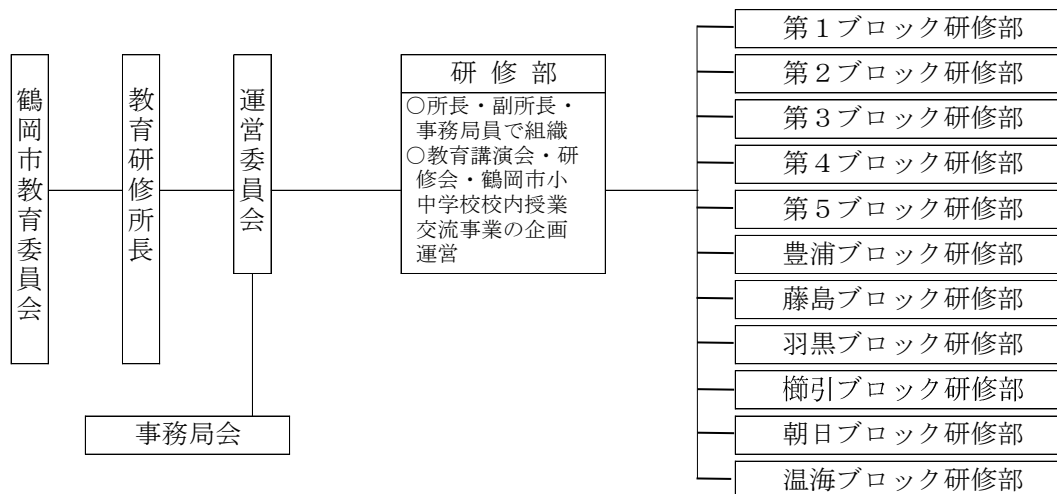 鶴岡市教育委員会
教育研修所長
運営委員会
事務局会
研 修 部
○所長・副所長・
事務局員で組織
○教育講演会・研
修会・鶴岡市小
中学校校内授業
交流事業の企画
運営
第１ブロック研修部
第２ブロック研修部
第３ブロック研修部
第４ブロック研修部
第５ブロック研修部
豊浦ブロック研修部
藤島ブロック研修部
羽黒ブロック研修部
櫛引ブロック研修部
朝日ブロック研修部
温海ブロック研修部